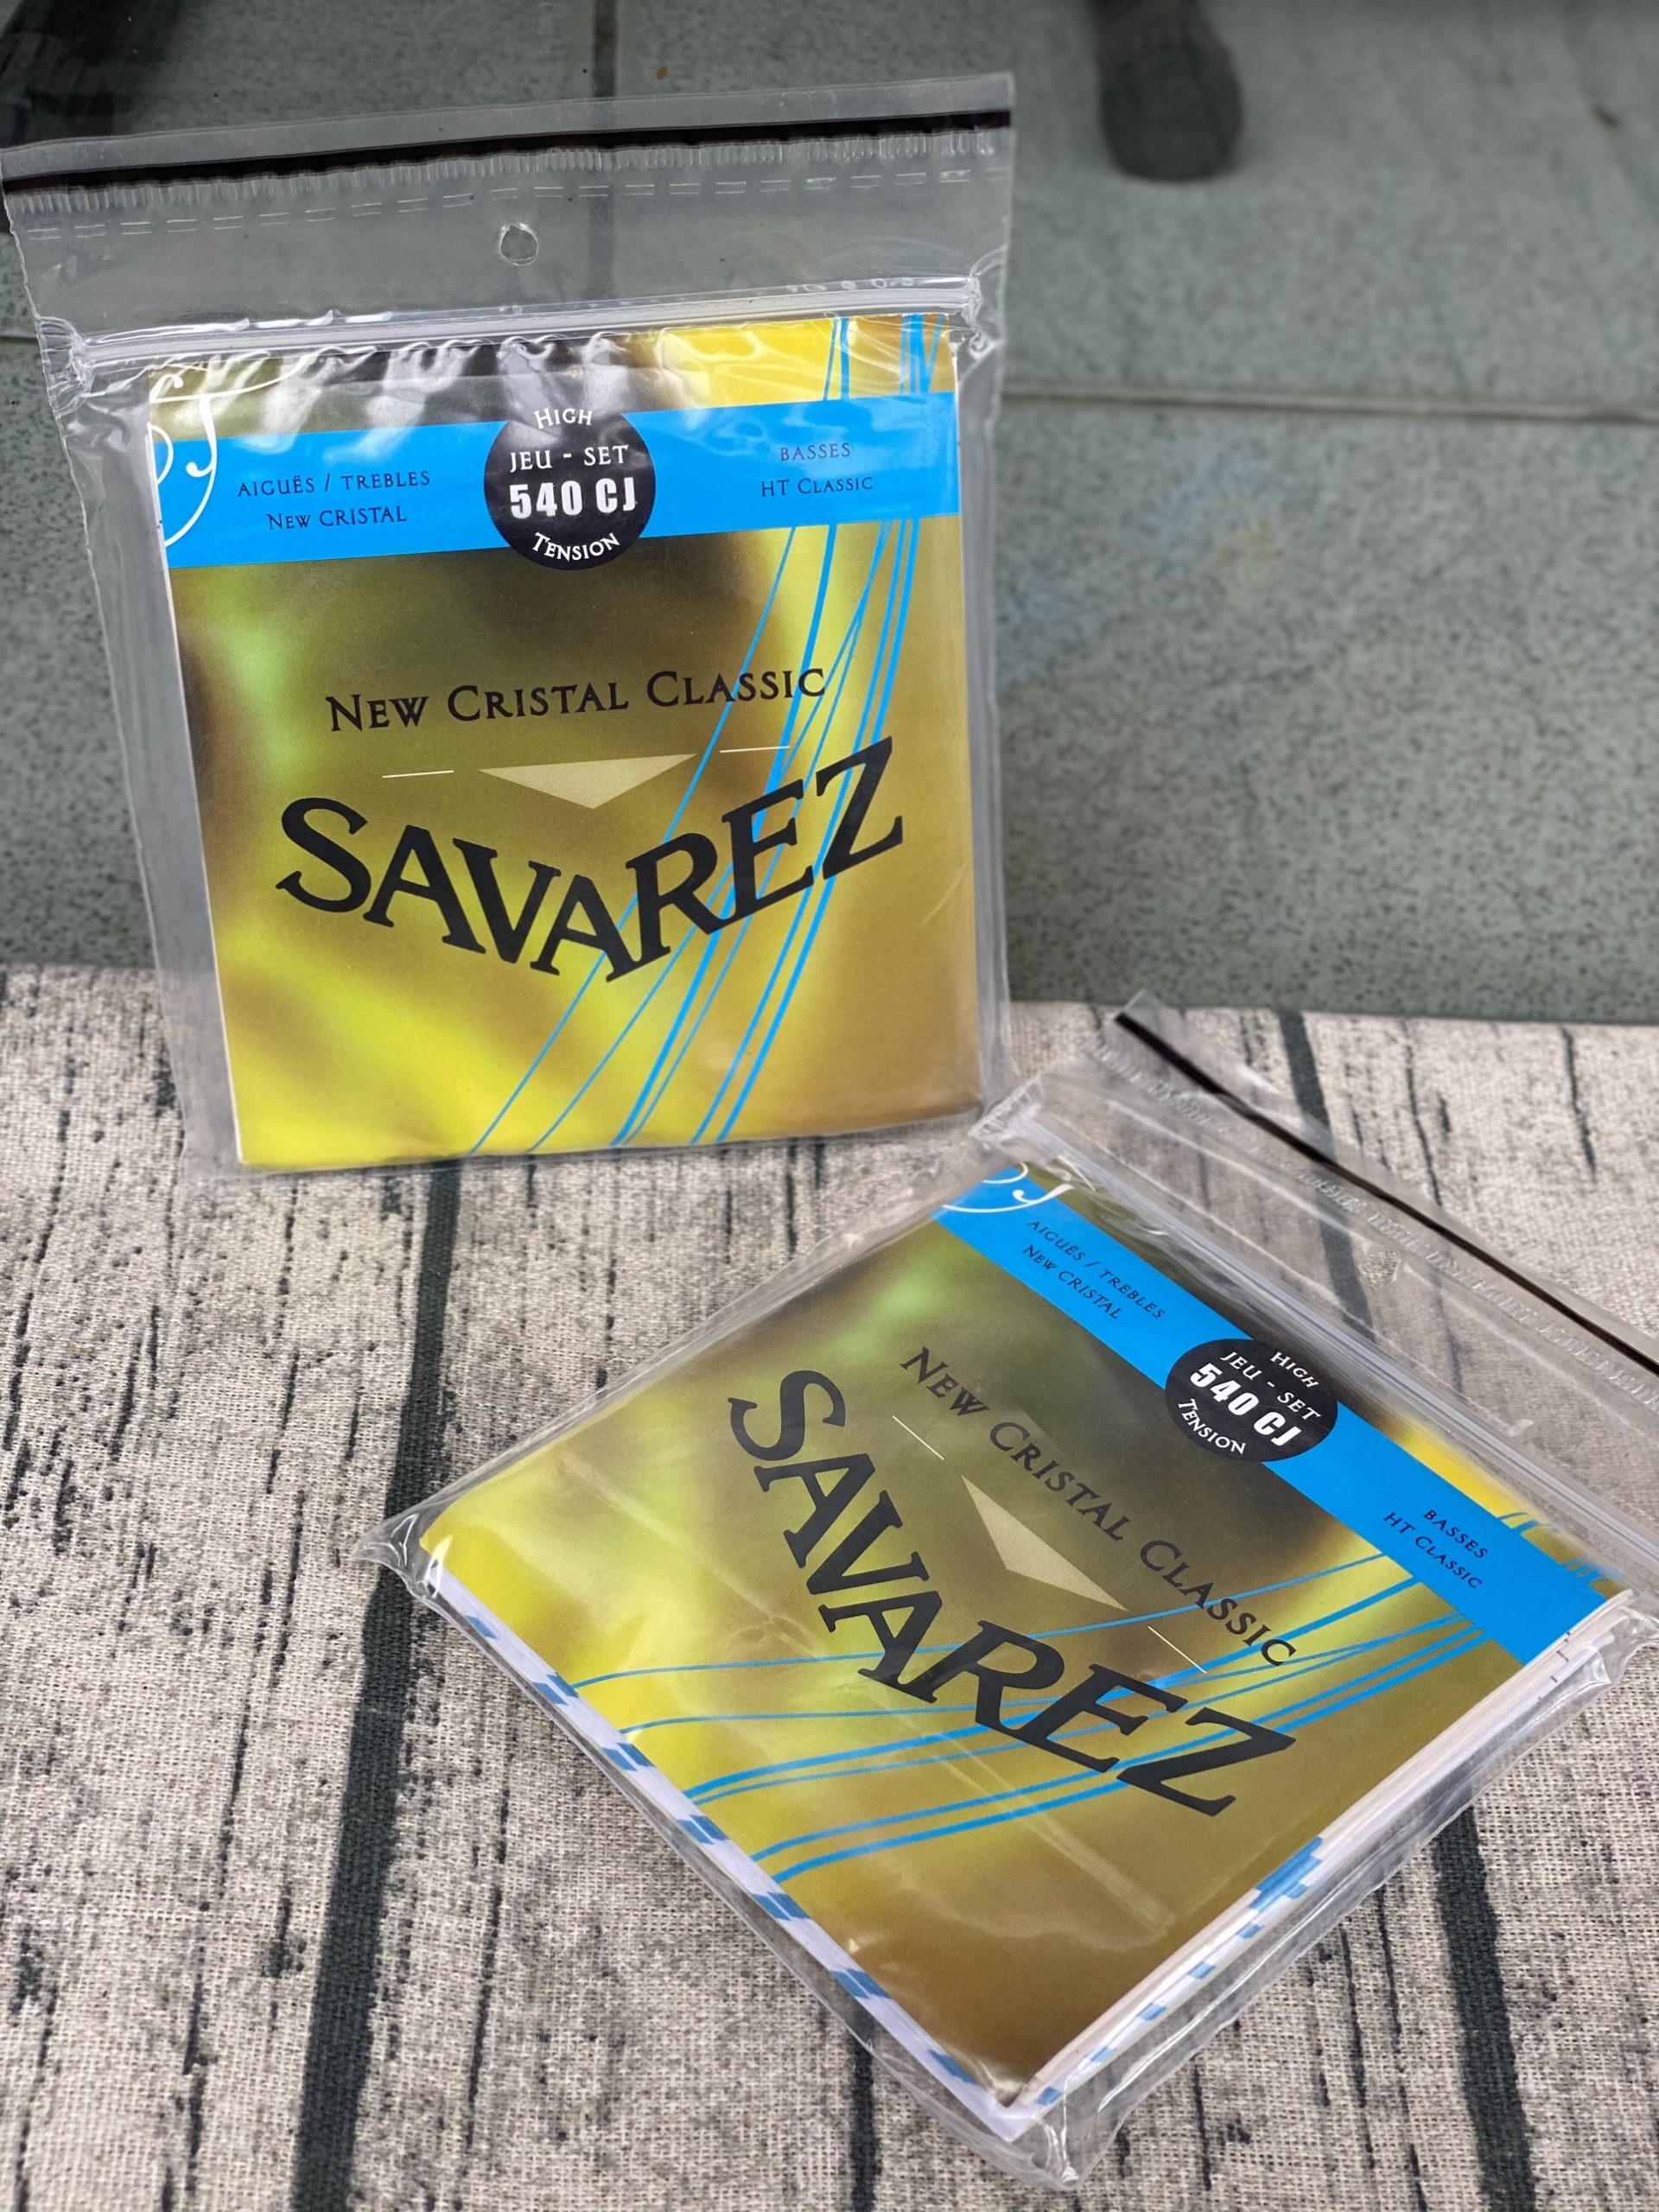 HIGH
JEU - SET
540 CJ
TENSION
AIGUËS / TREBLES
NEW CRISTAL
BASSES
HT CLASSIC
NEW CRISTAL CLASSIC
SAVAREZ
AIGUËS / TREBLES
NEW CRISTAL
HIGH
JEU - SET
540 CJ
TENSION
BASSES
HT CLASSIC
NEW CRISTAL CLASSIC
SAVAREZ